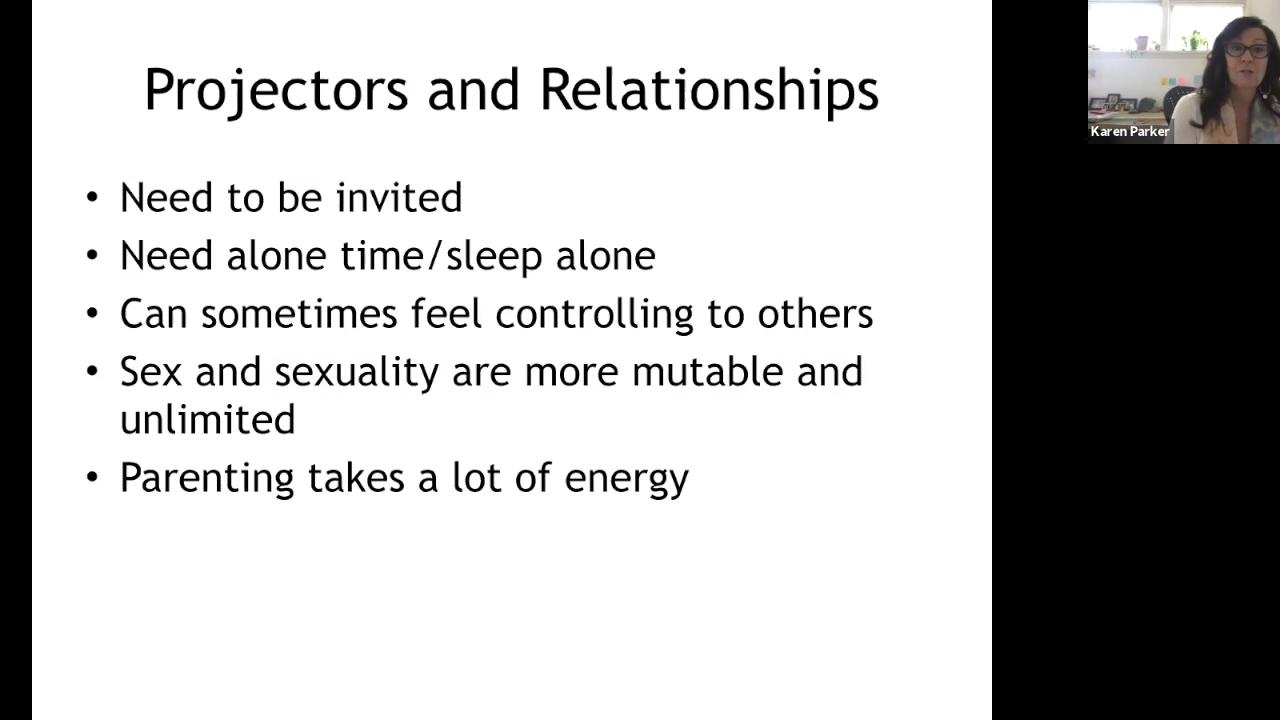 Projectors and Relationships
• Need to be invited
• Need alone time/sleep alone
• Can sometimes feel controlling to others
• Sex and sexuality are more mutable and
unlimited
• Parenting takes a lot of energy
Karen Parker